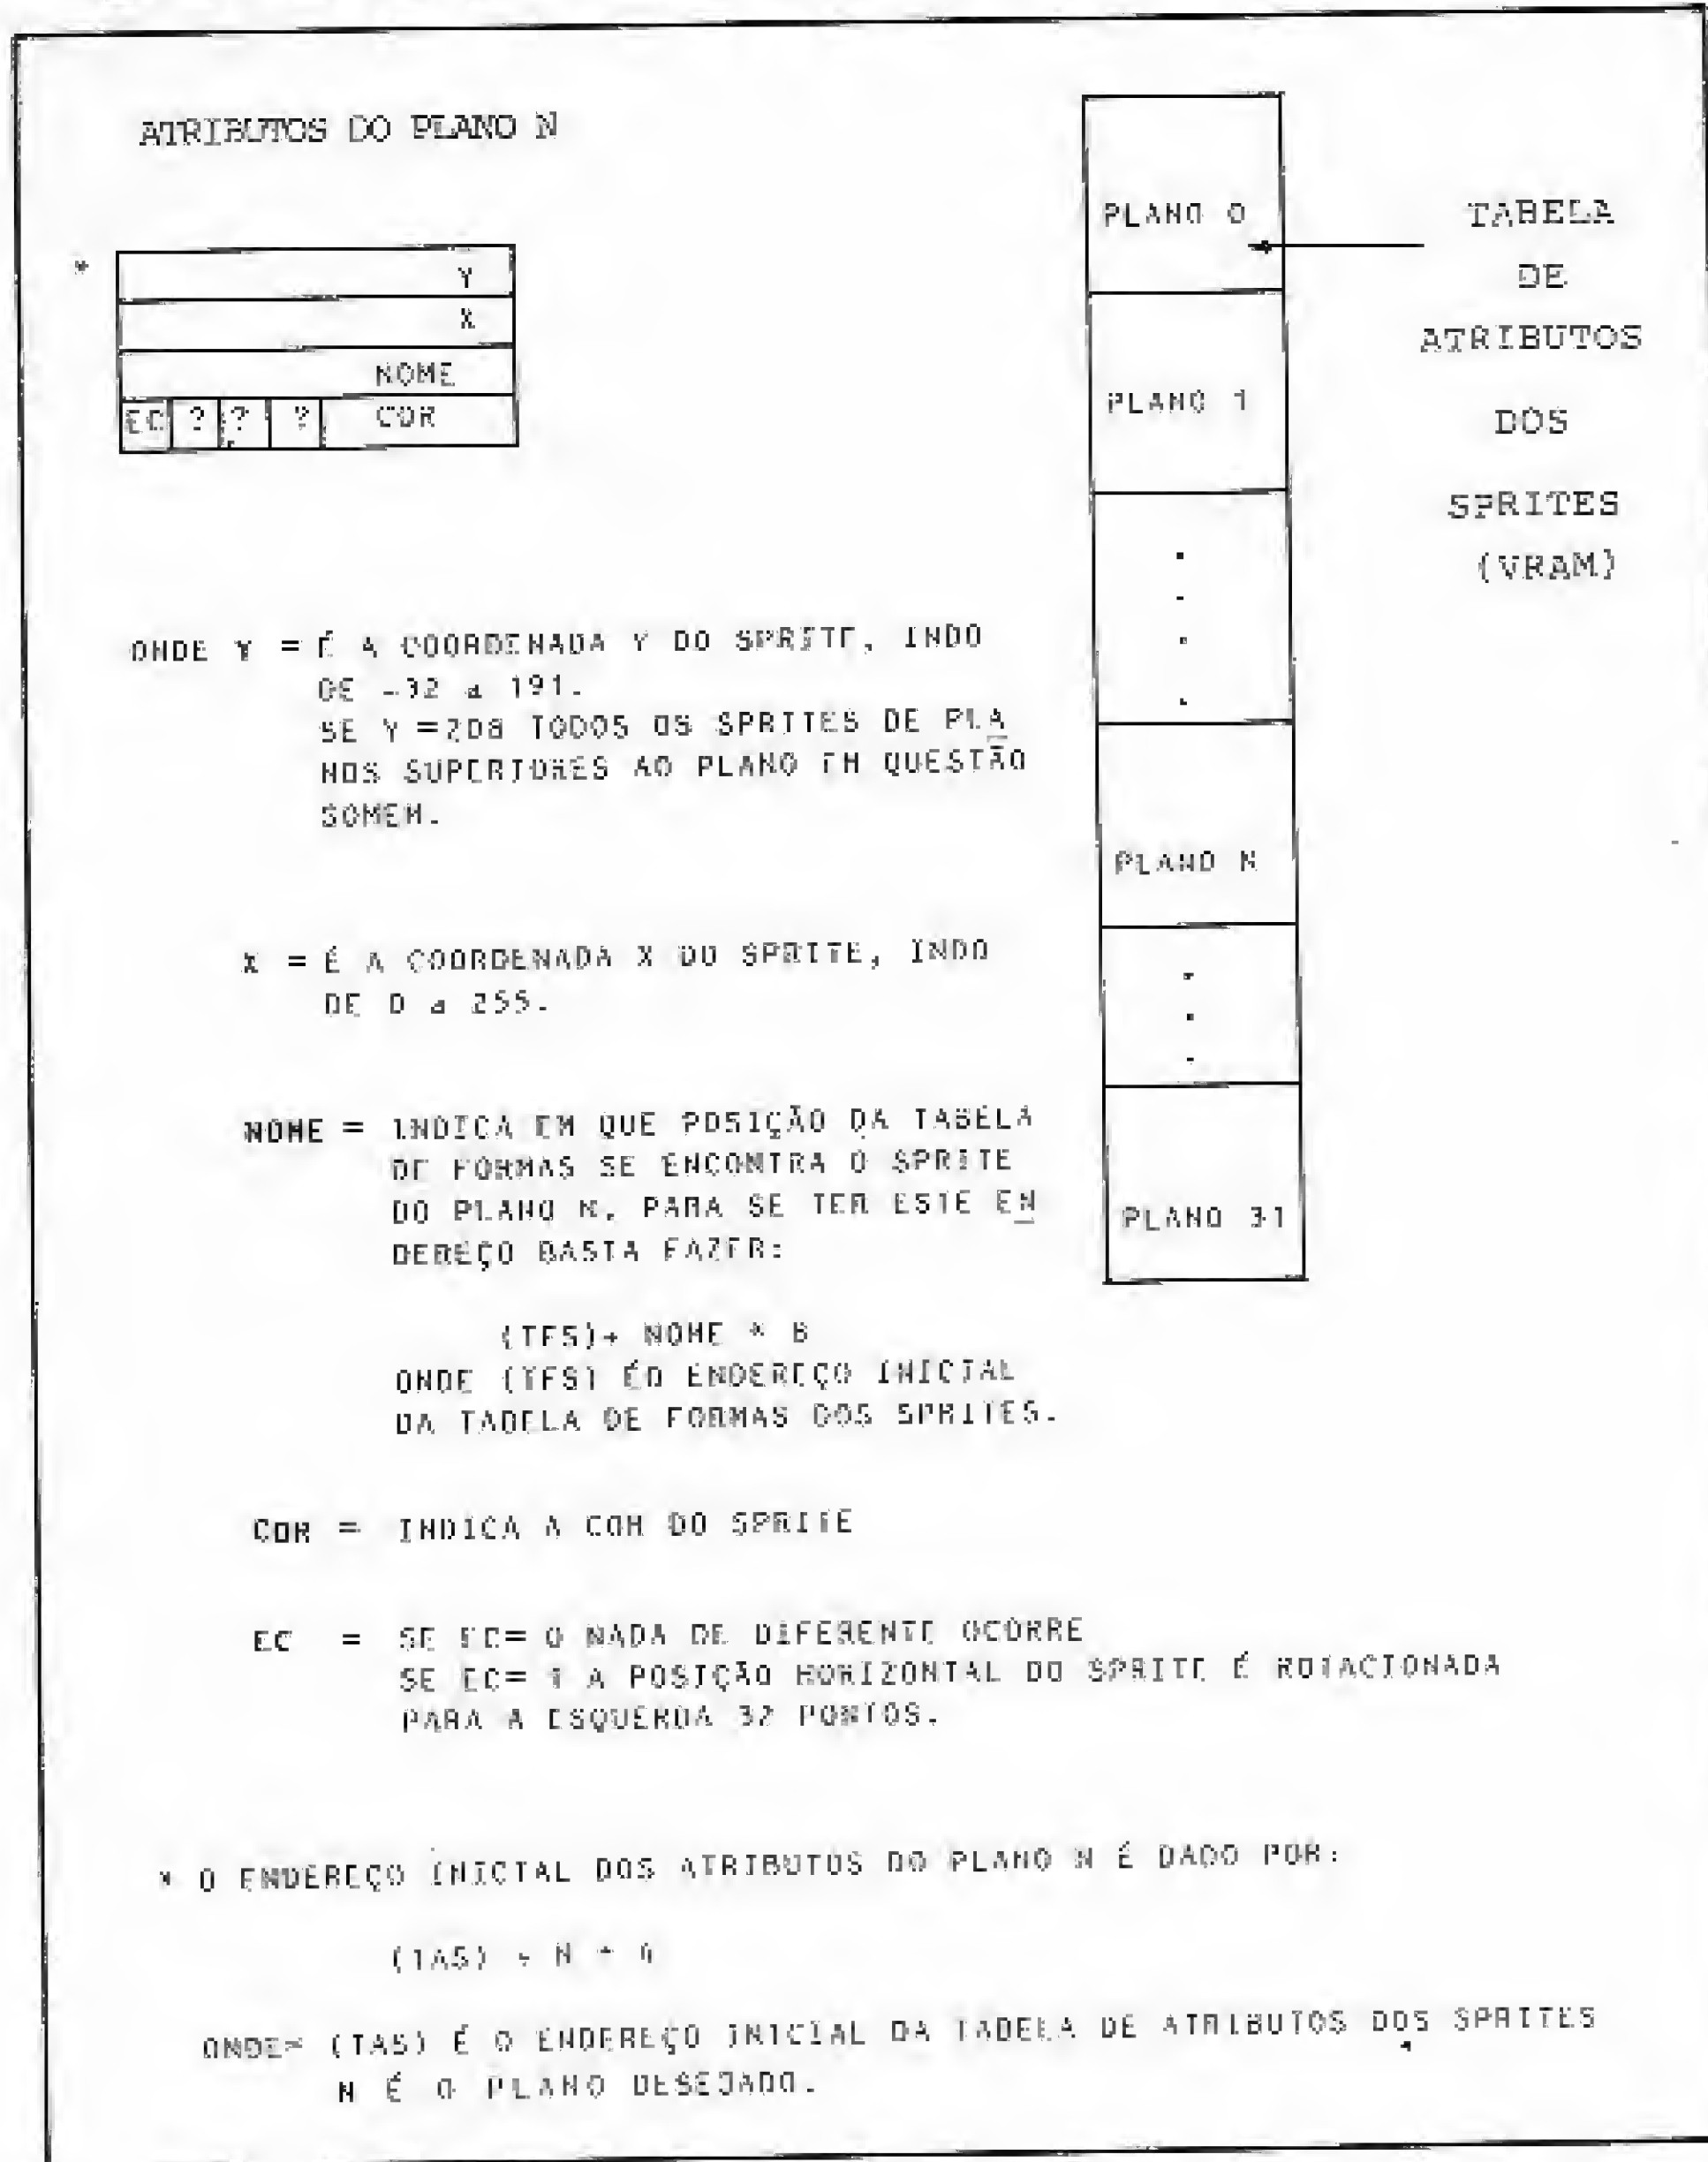 ATRIBUTOS DO PLANO N
*
Y
X
NOME
EC ? ? ? COR
PLANO 0
PLANO 1
.
.
.
.
PLANO N
.
.
.
PLANO 31
TABELA
DE
ATRIBUTOS
DOS
SPRITES
(VRAM)
ONDE Y = É A COORDENADA Y DO SPRITE, INDO
DE -32 a 191.
SE Y =208 TODOS OS SPRITES DE PLA
NOS SUPERIORES AO PLANO EM QUESTÃO
SOMEM.
X = É A COORDENADA X DO SPRITE, INDO
DE 0 a 255.
NOME = INDICA EM QUE POSIÇÃO DA TABELA
DE FORMAS SE ENCONTRA O SPRITE
DO PLANO N. PARA SE TER ESTE EN
DEREÇO BASTA FAZER:
(TFS)+ NOME * 8
ONDE (TFS) ÉO ENDEREÇO INICIAL
DA TABELA DE FORMAS DOS SPRITES.
COR = INDICA A COR DO SPRITE
EC = SE EC= 0 NADA DE DIFERENTE OCORRE
SE EC= 1 A POSIÇÃO HORIZONTAL DO SPRITE É ROTACIONADA
PARA A ESQUERDA 32 PONTOS.
* O ENDEREÇO INICIAL DOS ATRIBUTOS DO PLANO N É DADO POR:
(TAS) + N * 4
ONDE= (TAS) É O ENDEREÇO INICIAL DA TABELA DE ATRIBUTOS DOS SPRITES
N É O PLANO DESEJADO.